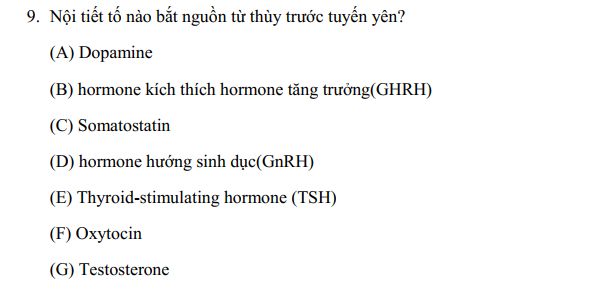 9. Nội tiết tố nào bắt nguồn từ thùy trước tuyến yên?
(A) Dopamine
(B) hormone kích thích hormone tăng trưởng(GHRH)
(C) Somatostatin
(D) hormone hướng sinh dục(GnRH)
(E) Thyroid-stimulating hormone (TSH)
(F) Oxytocin
(G) Testosterone